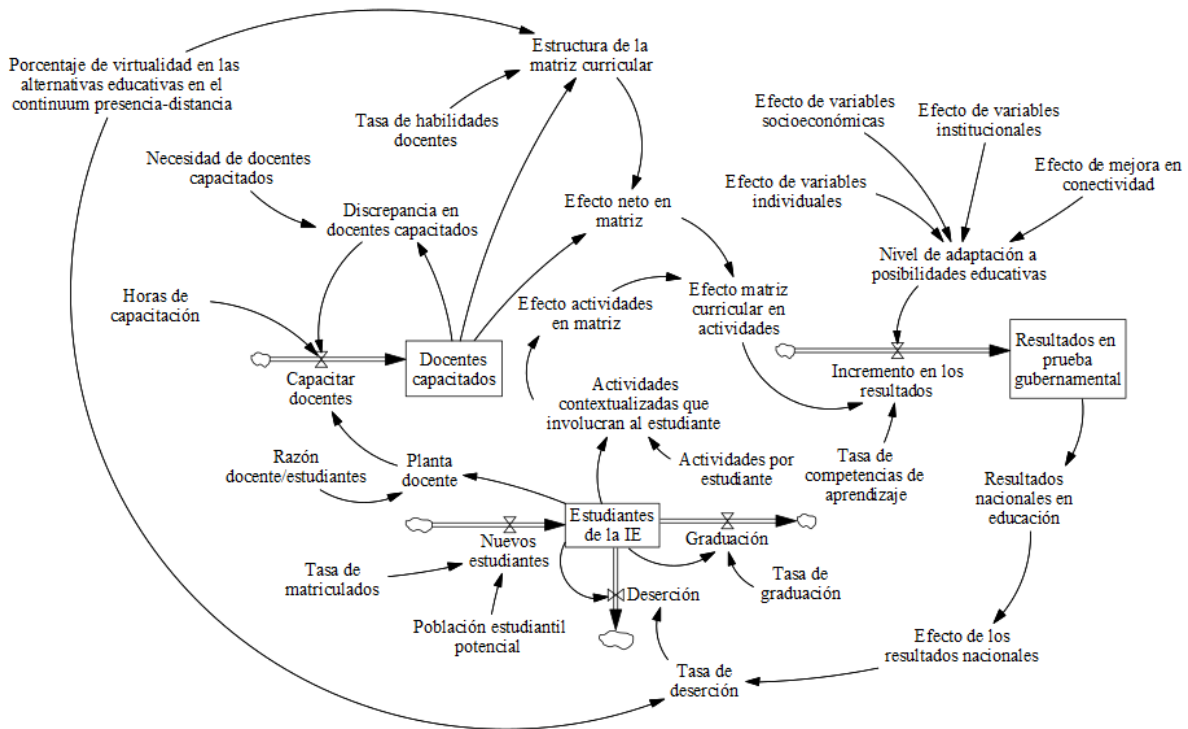 Estructura de la
matriz curricular
Porcentaje de virtualidad en las
alternativas educativas en el
continuum presencia-distancia
Efecto de variables
socioeconómicas
Efecto de variables
institucionales
Tasa de habilidades
docentes
Necesidad de docentes
capacitados
Efecto de mejora en
conectividad
Efecto de variables
individuales
Discrepancia en
docentes capacitados
Efecto neto en
matriz
Nivel de adaptación a
posibilidades educativas
Horas de
capacitación
Efecto actividades
en matriz
Efecto matriz
curricular en
actividades
Docentes
capacitados
Capacitar
docentes
Resultados en
prueba
gubernamental
Incremento en los
resultados
Actividades
contextualizadas que
involucran al estudiante
Razón
docente/estudiantes
Planta
docente
Actividades por
estudiante
Tasa de
competencias de
aprendizaje
Resultados
nacionales en
educación
Estudiantes
de la IE
Nuevos
estudiantes
Graduación
Tasa de
matriculados
Tasa de
graduación
Deserción
Población estudiantil
potencial
Efecto de los
resultados nacionales
Tasa de
deserción